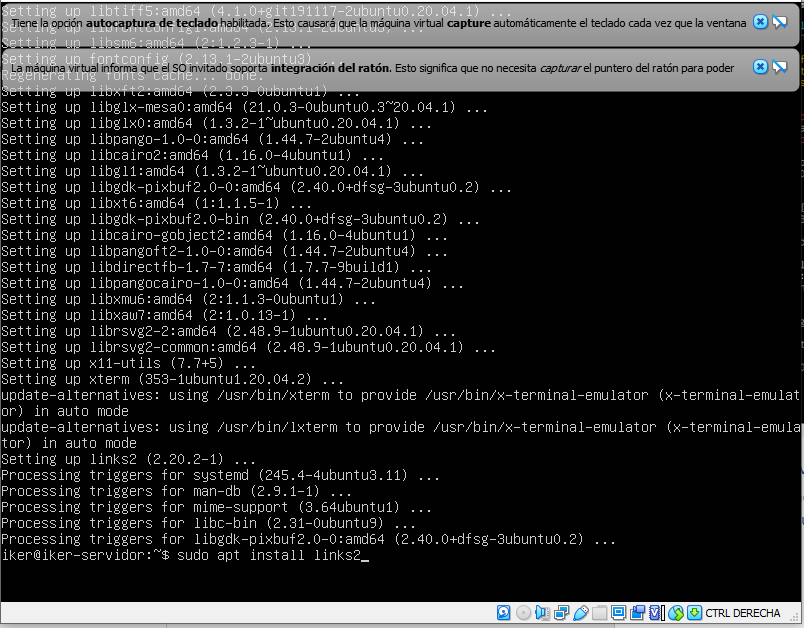 Setting up libtiff5:amd64 (4.1.0+git191117-2ubuntu0.20.04.1) ...
Tiene la opción autocaptura de teclado habilitada. Esto causará que la máquina virtual capture automáticamente el teclado cada vez que la ventana
Setting up libfontconfig1:amd64 (2.13.1-2ubuntu3) ...
Setting up libsm6:amd64 (2:1.2.3-1) ...
Setting up fontconfig (2.13.1-2ubuntu3) ...
La máquina virtual informa que el SO invitado soporta integración del ratón. Esto significa que no necesita capturar el puntero del ratón para poder
Regenerating fonts cache... done.
Setting up libxft2:amd64 (2.3.3-0ubuntu1) ...
Setting up libglx-mesa0:amd64 (21.0.3-0ubuntu0.3~20.04.1) ...
Setting up libglx0:amd64 (1.3.2-1~ubuntu0.20.04.1) ...
Setting up libpango-1.0-0:amd64 (1.44.7-2ubuntu4) ...
Setting up libcairo2:amd64 (1.16.0-4ubuntu1) ...
Setting up libgl1:amd64 (1.3.2-1~ubuntu0.20.04.1) ...
Setting up libgdk-pixbuf2.0-0:amd64 (2.40.0+dfsg-3ubuntu0.2) ...
Setting up libxt6:amd64 (1:1.1.5-1) ...
Setting up libgdk-pixbuf2.0-bin (2.40.0+dfsg-3ubuntu0.2) ...
Setting up libcairo-gobject2:amd64 (1.16.0-4ubuntu1) ...
Setting up libpangoft2-1.0-0:amd64 (1.44.7-2ubuntu4) ...
Setting up libdirectfb-1.7-7:amd64 (1.7.7-9build1) ...
Setting up libpangocairo-1.0-0:amd64 (1.44.7-2ubuntu4) ...
Setting up libxmu6:amd64 (2:1.1.3-0ubuntu1) ...
Setting up libxaw7:amd64 (2:1.0.13-1) ...
Setting up librsvg2-2:amd64 (2.48.9-1ubuntu0.20.04.1) ...
Setting up librsvg2-common:amd64 (2.48.9-1ubuntu0.20.04.1) ...
Setting up x11-utils (7.7+5) ...
Setting up xterm (353-1ubuntu1.20.04.2) ...
update-alternatives: using /usr/bin/xterm to provide /usr/bin/x-terminal-emulator (x-terminal-emulat
or) in auto mode
update-alternatives: using /usr/bin/lxterm to provide /usr/bin/x-terminal-emulator (x-terminal-emula
tor) in auto mode
Setting up links2 (2.20.2-1) ...
Processing triggers for systemd (245.4-4ubuntu3.11) ...
Processing triggers for man-db (2.9.1-1) ...
Processing triggers for mime-support (3.64ubuntu1) ...
Processing triggers for libc-bin (2.31-0ubuntu9) ...
Processing triggers for libgdk-pixbuf2.0-0:amd64 (2.40.0+dfsg-3ubuntu0.2) ...
iker@iker-servidor:~$ sudo apt install links2_
CTRL DERECHA